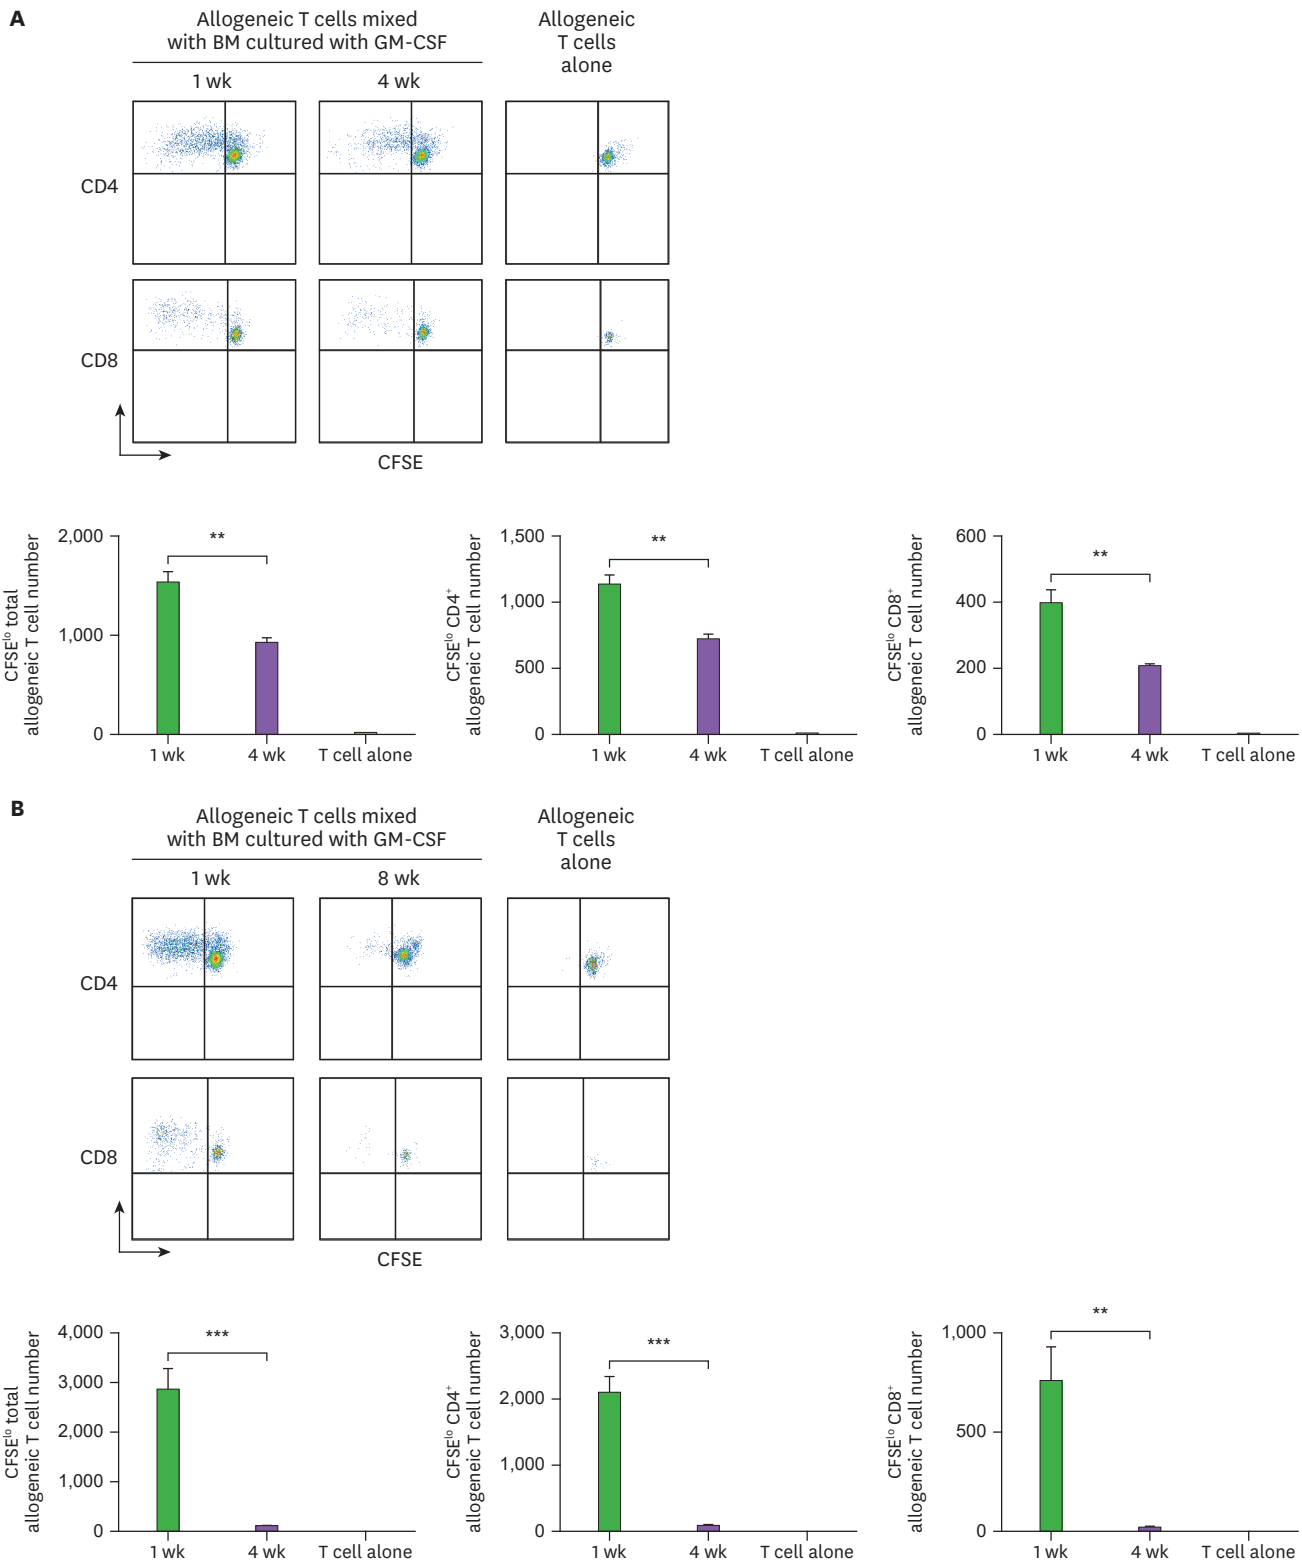 A
Allogeneic T cells mixed
with BM cultured with GM-CSF
Allogeneic
T cells
alone
1 wk
4 wk
CD4
CD8
CFSE
CFSEˡᵒ total
allogeneic T cell number
2,000
1,000
0
**
1 wk
4 wk
T cell alone
CFSEˡᵒ CD4⁺
allogeneic T cell number
1,500
1,000
500
0
**
1 wk
4 wk
T cell alone
CFSEˡᵒ CD8⁺
allogeneic T cell number
600
400
200
0
**
1 wk
4 wk
T cell alone
B
Allogeneic T cells mixed
with BM cultured with GM-CSF
Allogeneic
T cells
alone
1 wk
8 wk
CD4
CD8
CFSE
CFSEˡᵒ total
allogeneic T cell number
4,000
3,000
2,000
1,000
0
***
1 wk
4 wk
T cell alone
CFSEˡᵒ CD4⁺
allogeneic T cell number
3,000
2,000
1,000
0
***
1 wk
4 wk
T cell alone
CFSEˡᵒ CD8⁺
allogeneic T cell number
1,000
500
0
**
1 wk
4 wk
T cell alone